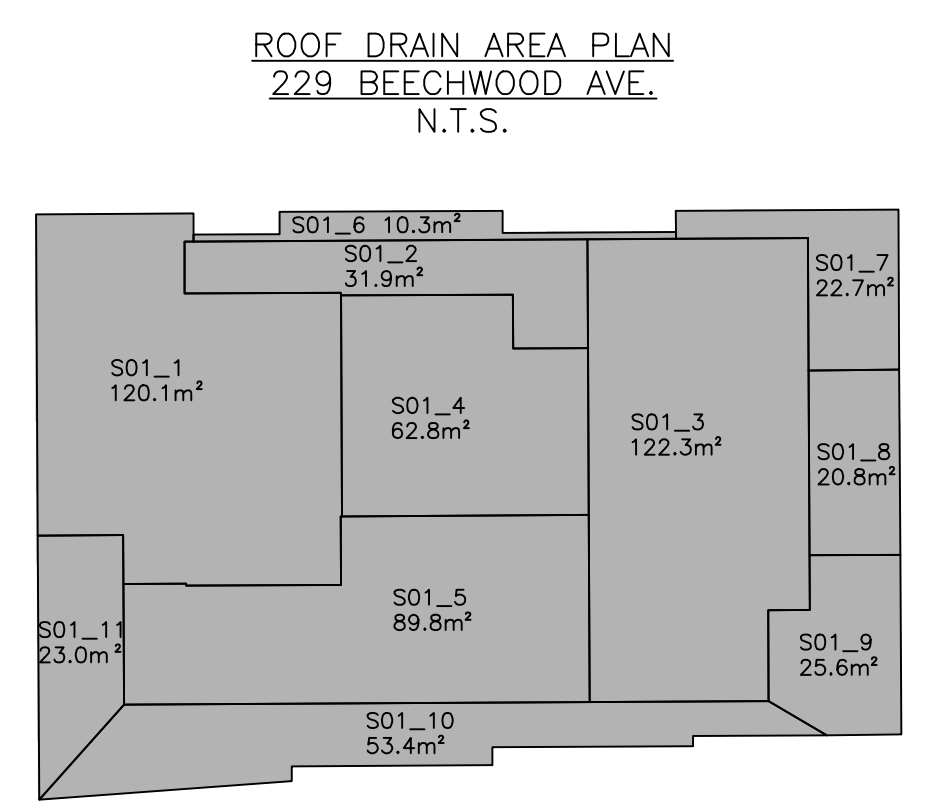 ROOF DRAIN AREA PLAN
229 BEECHWOOD AVE.
N.T.S.
S01_6 10.3m²
S01_2
31.9m²
S01_7
22.7m²
S01_1
120.1m²
S01_4
62.8m²
S01_3
122.3m²
S01_8
20.8m²
S01_5
89.8m²
S01_11
23.0m²
S01_9
25.6m²
S01_10
53.4m²